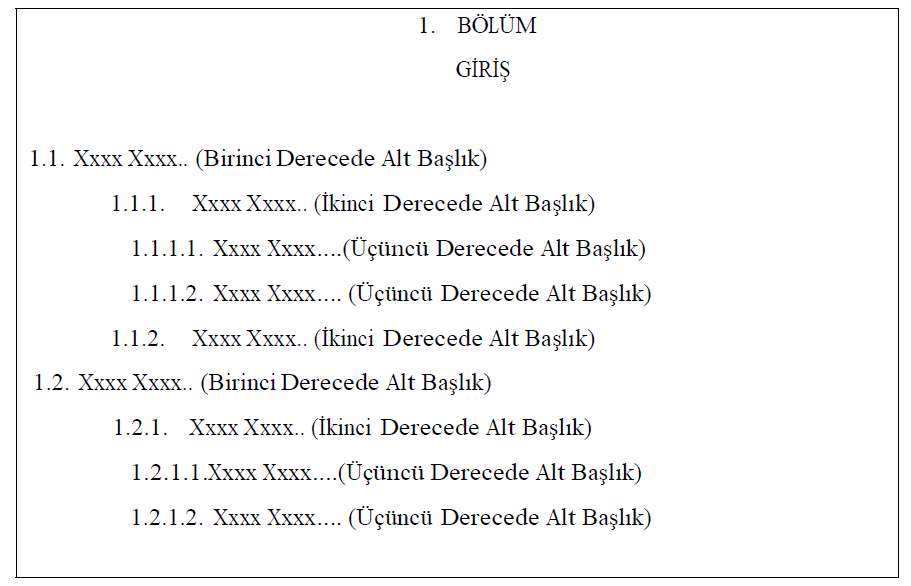 1. BÖLÜM
GİRİŞ
1.1. Xxxx Xxxx.. (Birinci Derecede Alt Başlık)
1.1.1. Xxxx Xxxx.. (İkinci Derecede Alt Başlık)
1.1.1.1. Xxxx Xxxx....(Üçüncü Derecede Alt Başlık)
1.1.1.2. Xxxx Xxxx.... (Üçüncü Derecede Alt Başlık)
1.1.2. Xxxx Xxxx.. (İkinci Derecede Alt Başlık)
1.2. Xxxx Xxxx.. (Birinci Derecede Alt Başlık)
1.2.1. Xxxx Xxxx.. (İkinci Derecede Alt Başlık)
1.2.1.1.Xxxx Xxxx....(Üçüncü Derecede Alt Başlık)
1.2.1.2. Xxxx Xxxx.... (Üçüncü Derecede Alt Başlık)